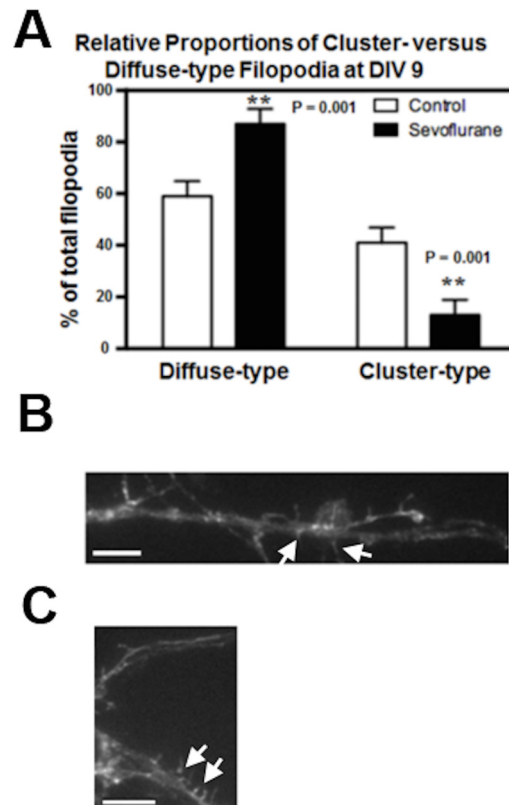 A
Relative Proportions of Cluster- versus
Diffuse-type Filopodia at DIV 9
100
80
60
40
20
0
% of total filopodia
**
P = 0.001
Control
Sevoflurane
P = 0.001
**
Diffuse-type
Cluster-type
B
C